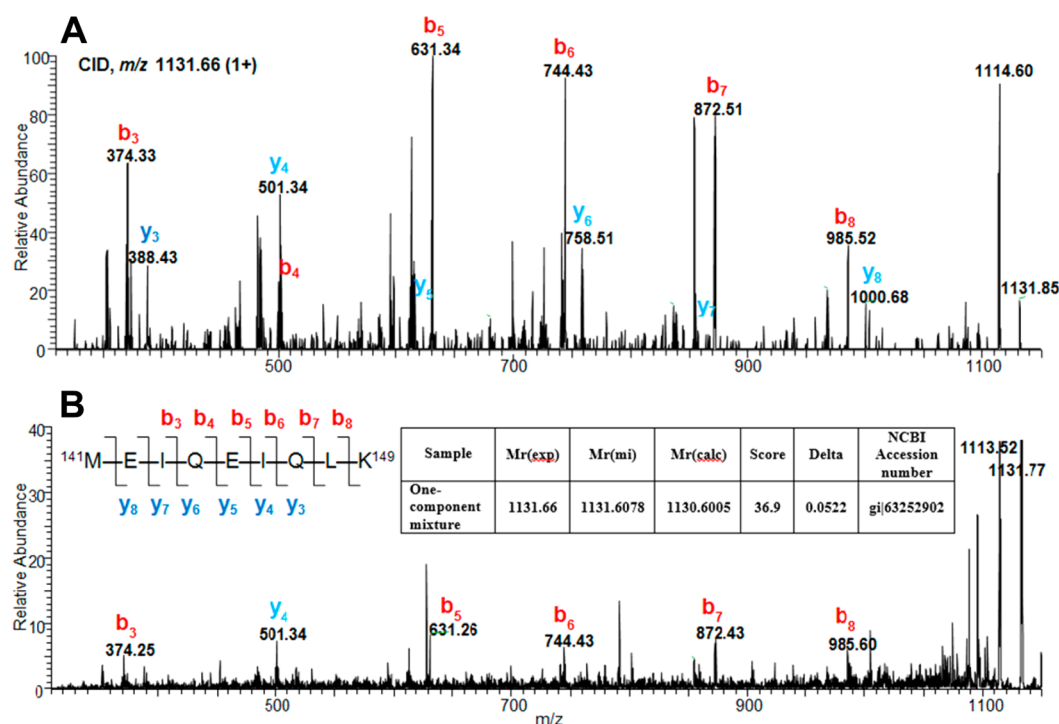 A
CID, m/z 1131.66 (1+)
Relative Abundance
100
80
60
40
20
0
b3
374.33
y3
388.43
y4
501.34
b4
b5
631.34
y5
b6
744.43
y6
758.51
b7
872.51
y7
b8
985.52
y8
1000.68
1114.60
1131.85
500
700
900
1100
B
Relative Abundance
40
30
20
10
0
b3 b4 b5 b6 b7 b8
141M-E-I-Q-E-I-Q-L-K149
y8 y7 y6 y5 y4 y3
Sample Mr(exp) Mr(mi) Mr(calc) Score Delta NCBI Accession number
One-component mixture 1131.66 1131.6078 1130.6005 36.9 0.0522 gi|63252902
1113.52
1131.77
b3
374.25
y4
501.34
b5
631.26
b6
744.43
b7
872.43
b8
985.60
500
700
900
1100
m/z